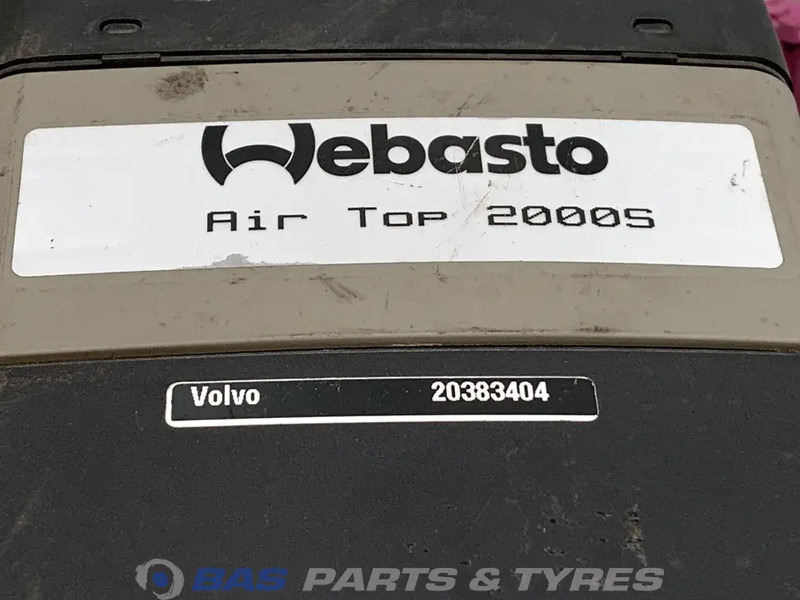 Webasto
Air Top 2000S
Volvo 20383404
BAS PARTS & TYRES